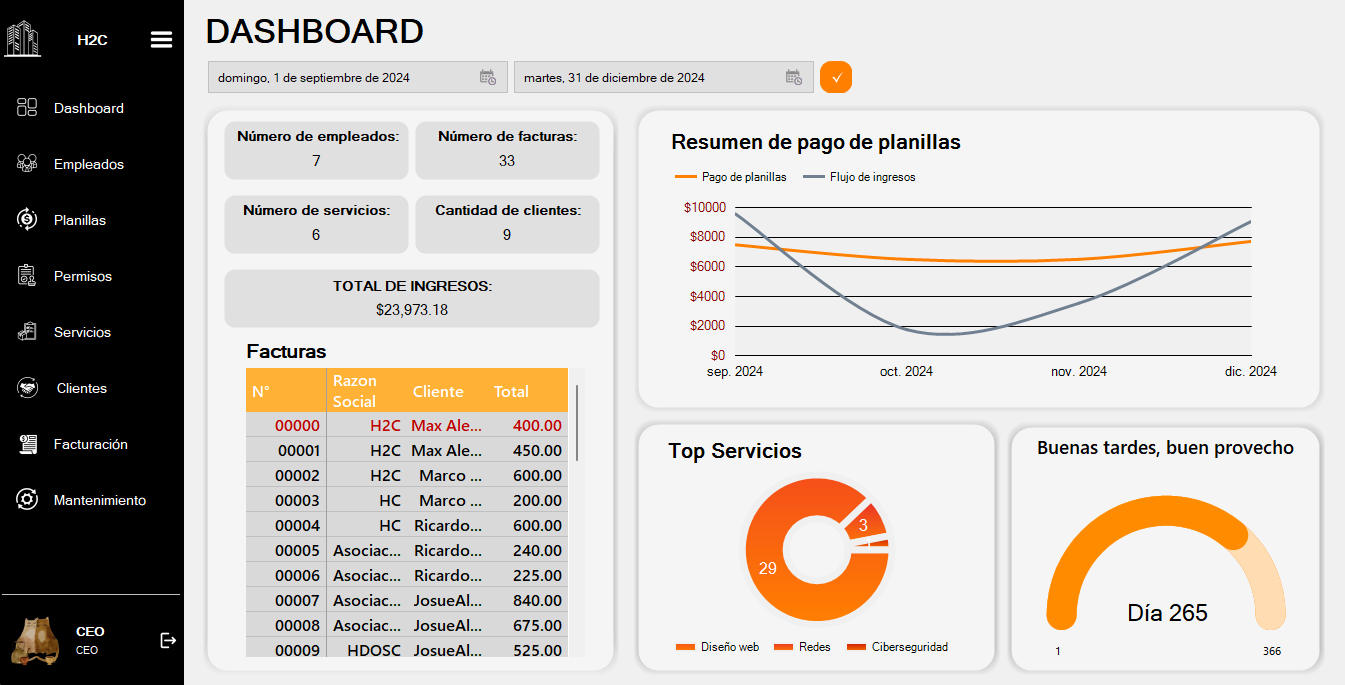 H2C
Dashboard
Empleados
Planillas
Permisos
Servicios
Clientes
Facturación
Mantenimiento
CEO
CEO
DASHBOARD
domingo, 1 de septiembre de 2024
martes, 31 de diciembre de 2024
Número de empleados:
7
Número de facturas:
33
Número de servicios:
6
Cantidad de clientes:
9
TOTAL DE INGRESOS:
$23,973.18
Facturas
N° Razon Social Cliente Total
00000 H2C Max Ale... 400.00
00001 H2C Max Ale... 450.00
00002 H2C Marco ... 600.00
00003 HC Marco ... 200.00
00004 HC Ricardo... 600.00
00005 Asociac... Ricardo... 240.00
00006 Asociac... Ricardo... 225.00
00007 Asociac... JosueAl... 840.00
00008 Asociac... JosueAl... 675.00
00009 HDOSC JosueAl... 525.00
Resumen de pago de planillas
Pago de planillas Flujo de ingresos
$10000
$8000
$6000
$4000
$2000
$0
sep. 2024 oct. 2024 nov. 2024 dic. 2024
Top Servicios
3
1
29
Diseño web Redes Ciberseguridad
Buenas tardes, buen provecho
Día 265
1 366